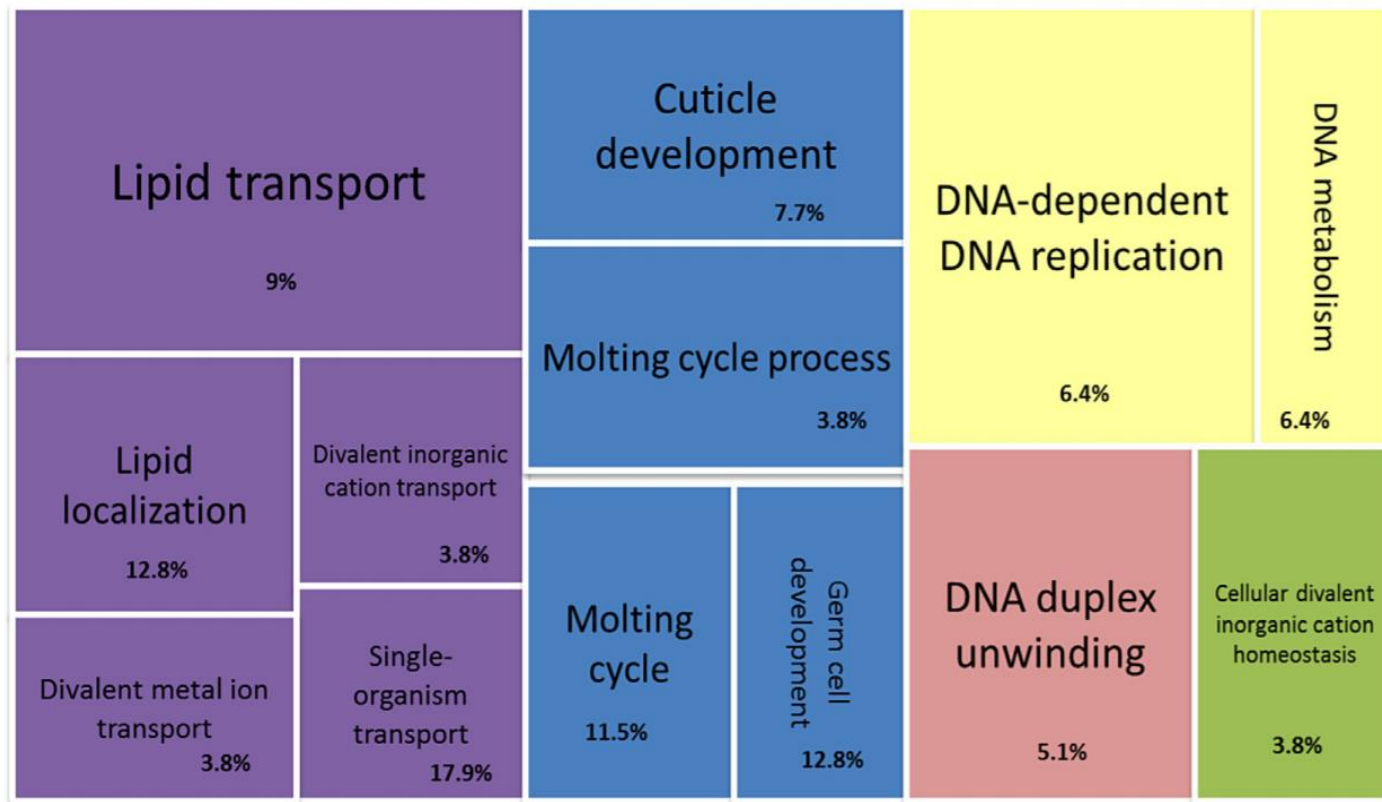 Lipid transport
9%
Lipid
localization
12.8%
Divalent inorganic
cation transport
3.8%
Divalent metal ion
transport
3.8%
Single-
organism
transport
17.9%
Cuticle
development
7.7%
Molting cycle process
3.8%
Molting
cycle
11.5%
Germ cell
development
12.8%
DNA-dependent
DNA replication
6.4%
DNA metabolism
6.4%
DNA duplex
unwinding
5.1%
Cellular divalent
inorganic cation
homeostasis
3.8%